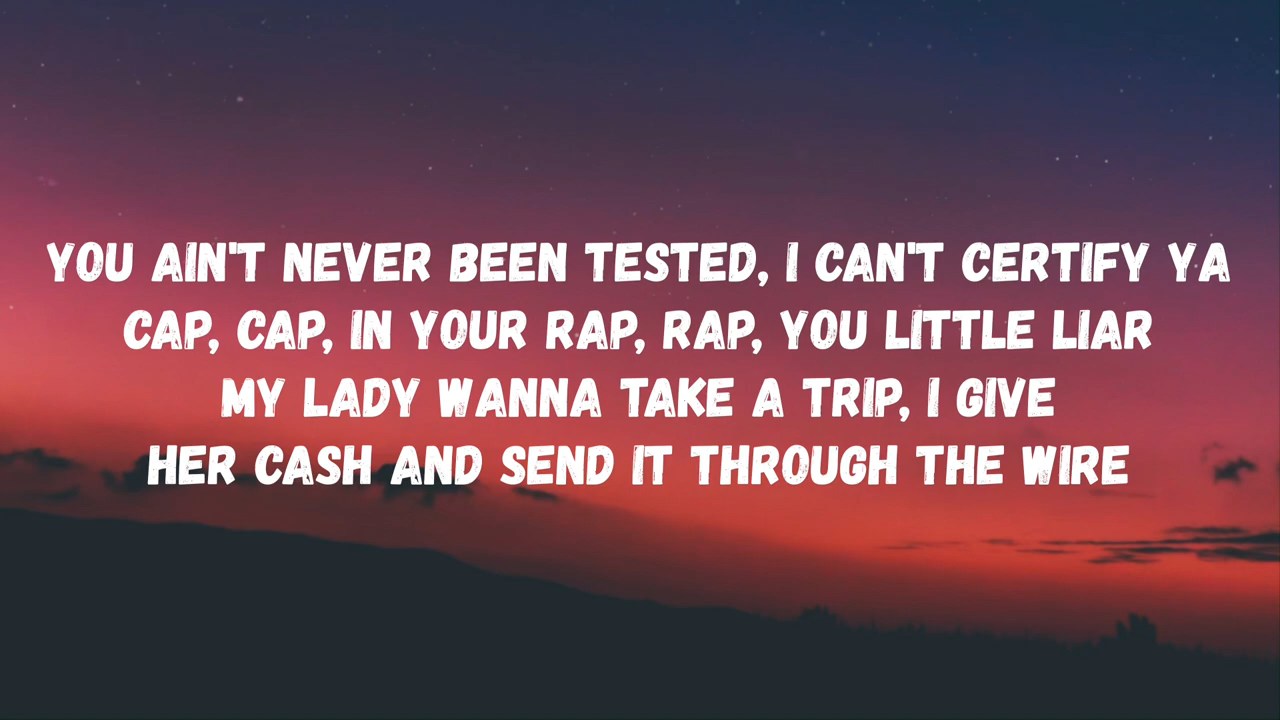 YOU AIN'T NEVER BEEN TESTED, I CAN'T CERTIFY YA
CAP, CAP, IN YOUR RAP, RAP, YOU LITTLE LIAR
MY LADY WANNA TAKE A TRIP, I GIVE
HER CASH AND SEND IT THROUGH THE WIRE